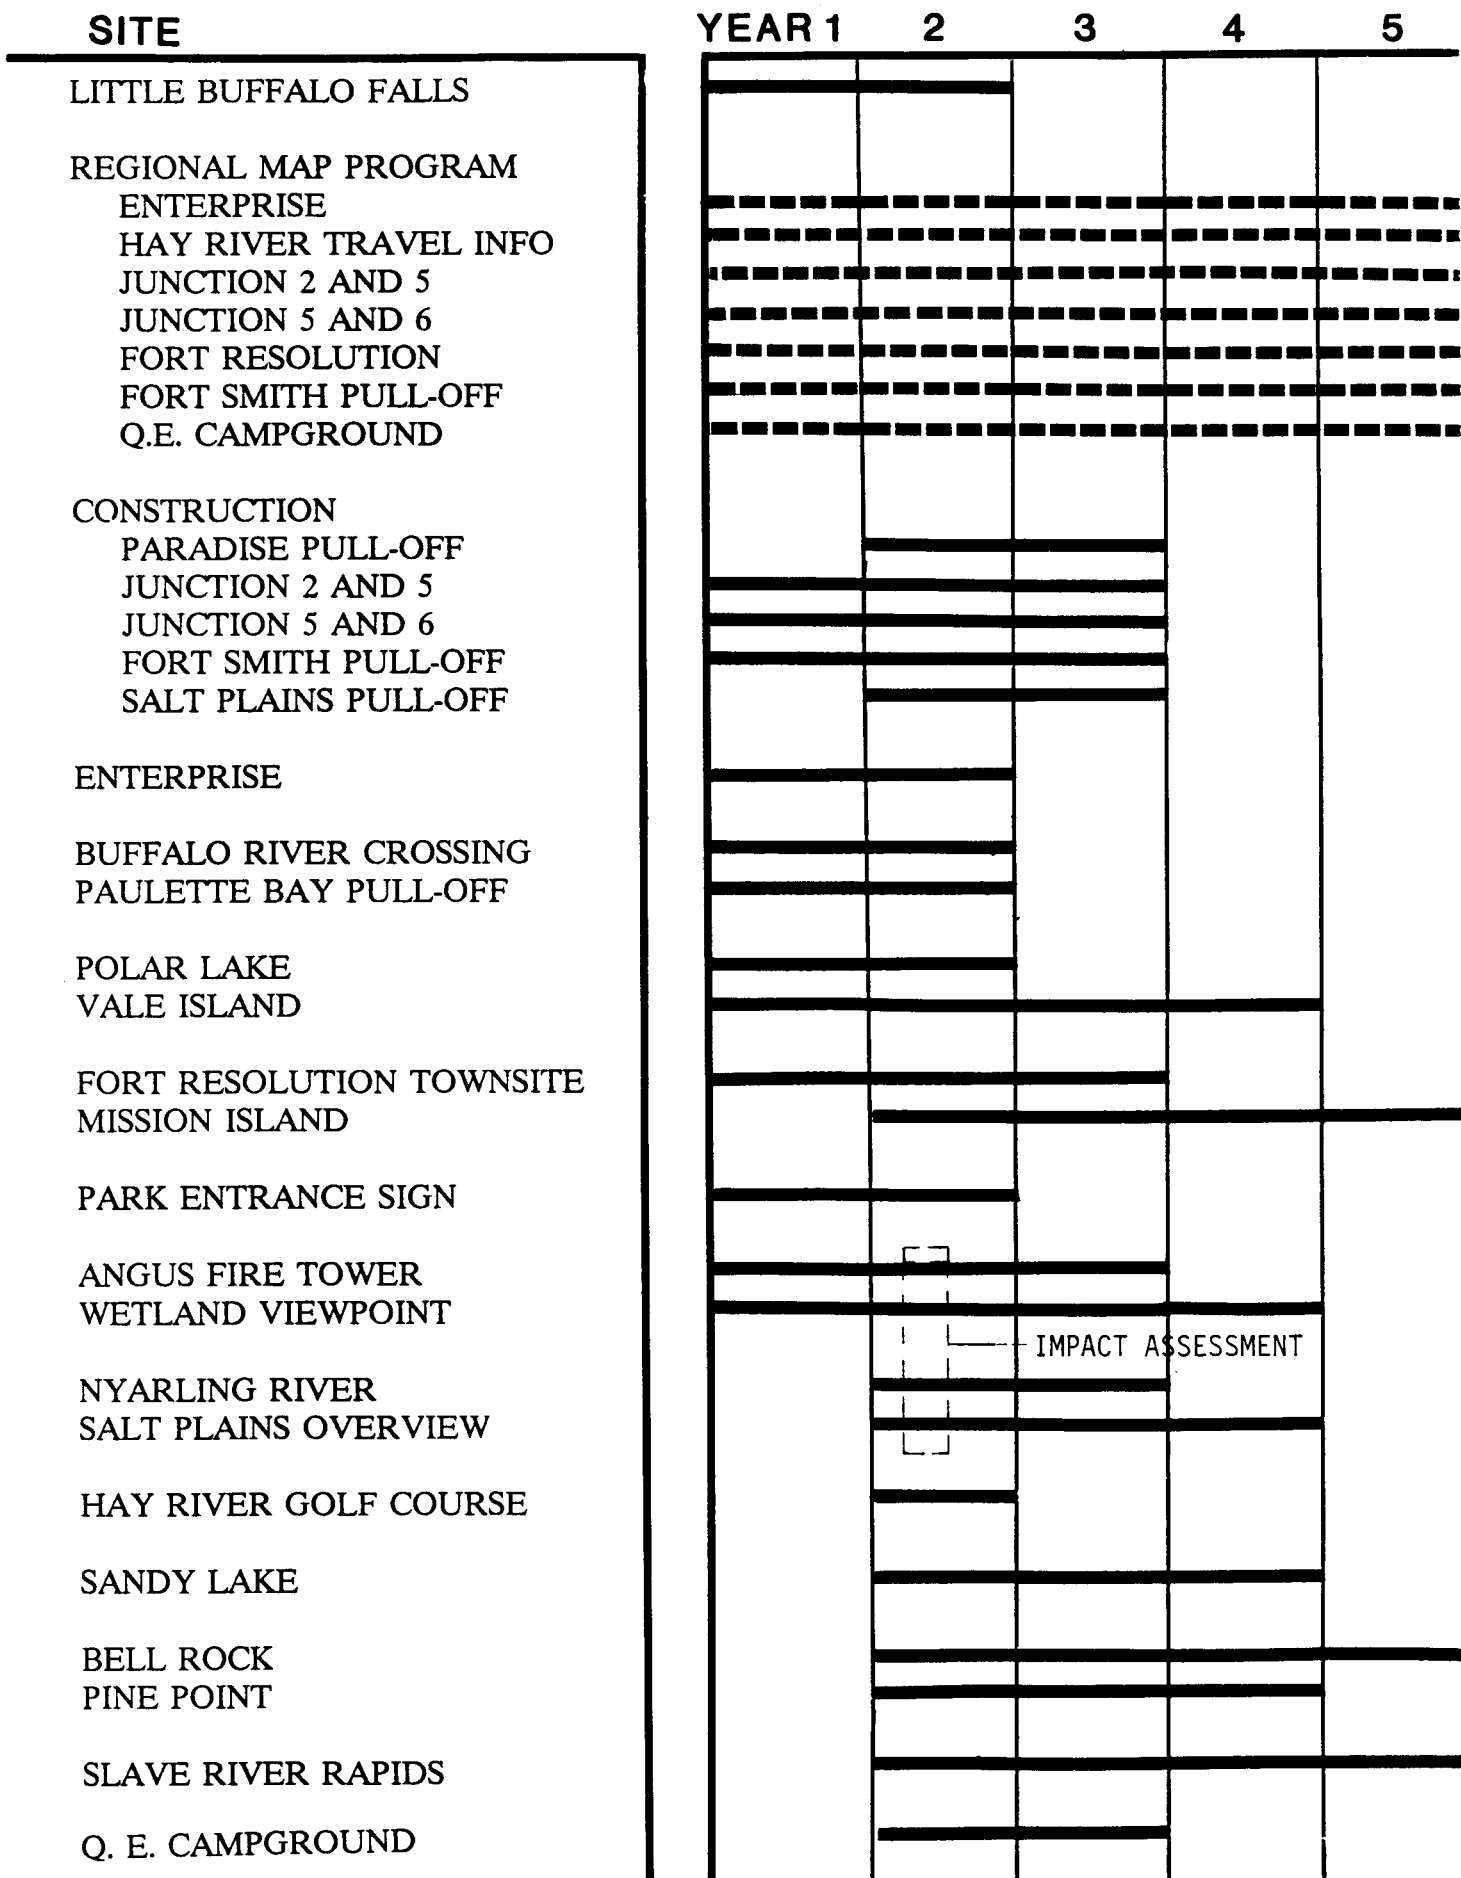 SITE YEAR 1 2 3 4 5
LITTLE BUFFALO FALLS
REGIONAL MAP PROGRAM
ENTERPRISE
HAY RIVER TRAVEL INFO
JUNCTION 2 AND 5
JUNCTION 5 AND 6
FORT RESOLUTION
FORT SMITH PULL-OFF
Q.E. CAMPGROUND
CONSTRUCTION
PARADISE PULL-OFF
JUNCTION 2 AND 5
JUNCTION 5 AND 6
FORT SMITH PULL-OFF
SALT PLAINS PULL-OFF
ENTERPRISE
BUFFALO RIVER CROSSING
PAULETTE BAY PULL-OFF
POLAR LAKE
VALE ISLAND
FORT RESOLUTION TOWNSITE
MISSION ISLAND
PARK ENTRANCE SIGN
ANGUS FIRE TOWER
WETLAND VIEWPOINT
IMPACT ASSESSMENT
NYARLING RIVER
SALT PLAINS OVERVIEW
HAY RIVER GOLF COURSE
SANDY LAKE
BELL ROCK
PINE POINT
SLAVE RIVER RAPIDS
Q. E. CAMPGROUND